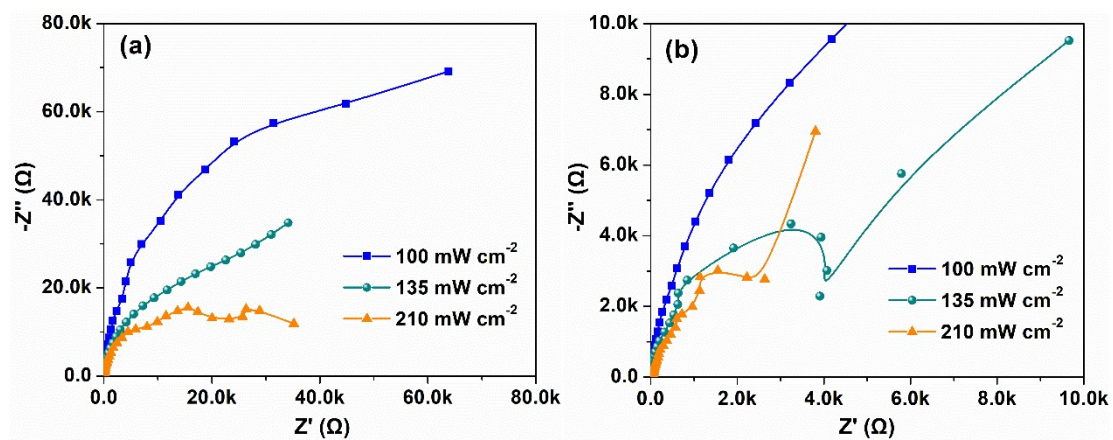 (a)
80.0k
60.0k
40.0k
20.0k
0.0
-Z'' (Ω)
100 mW cm⁻²
135 mW cm⁻²
210 mW cm⁻²
0.0 20.0k 40.0k 60.0k 80.0k
Z' (Ω)
(b)
10.0k
8.0k
6.0k
4.0k
2.0k
0.0
-Z'' (Ω)
100 mW cm⁻²
135 mW cm⁻²
210 mW cm⁻²
0.0 2.0k 4.0k 6.0k 8.0k 10.0k
Z' (Ω)